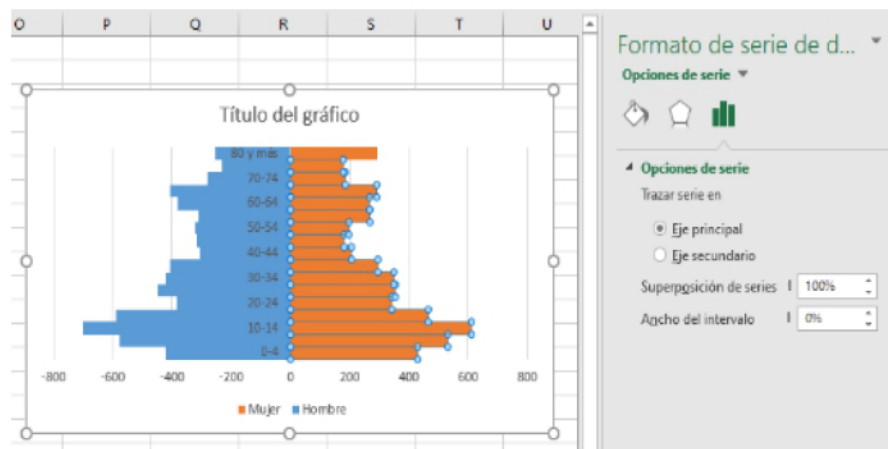 O P Q R S T U
Formato de serie de d...
Opciones de serie
Título del gráfico
80 y más
70-74
60-64
50-54
40-44
30-34
20-24
10-14
0-4
-800 -600 -400 -200 0 200 400 600 800
Mujer Hombre
Opciones de serie
Trazar serie en
Eje principal
Eje secundario
Superposición de series 100%
Ancho del intervalo 0%